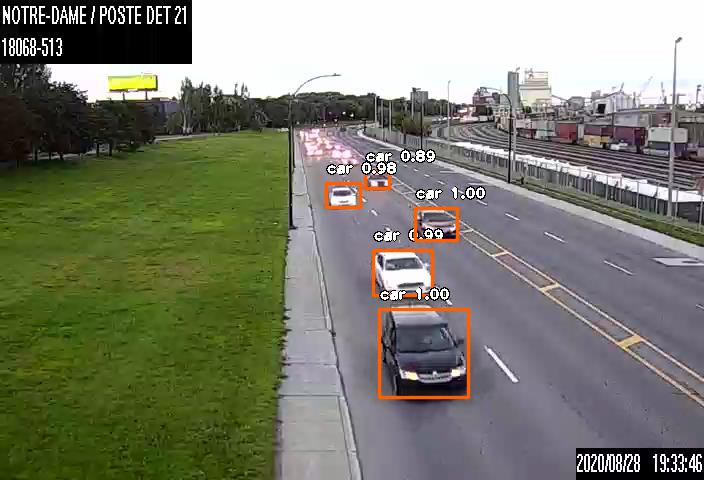 NOTRE-DAME / POSTE DET 21
18068-513
car 0.89
car 0.98
car 1.00
car 0.99
car 1.00
2020/08/28 19:33:46